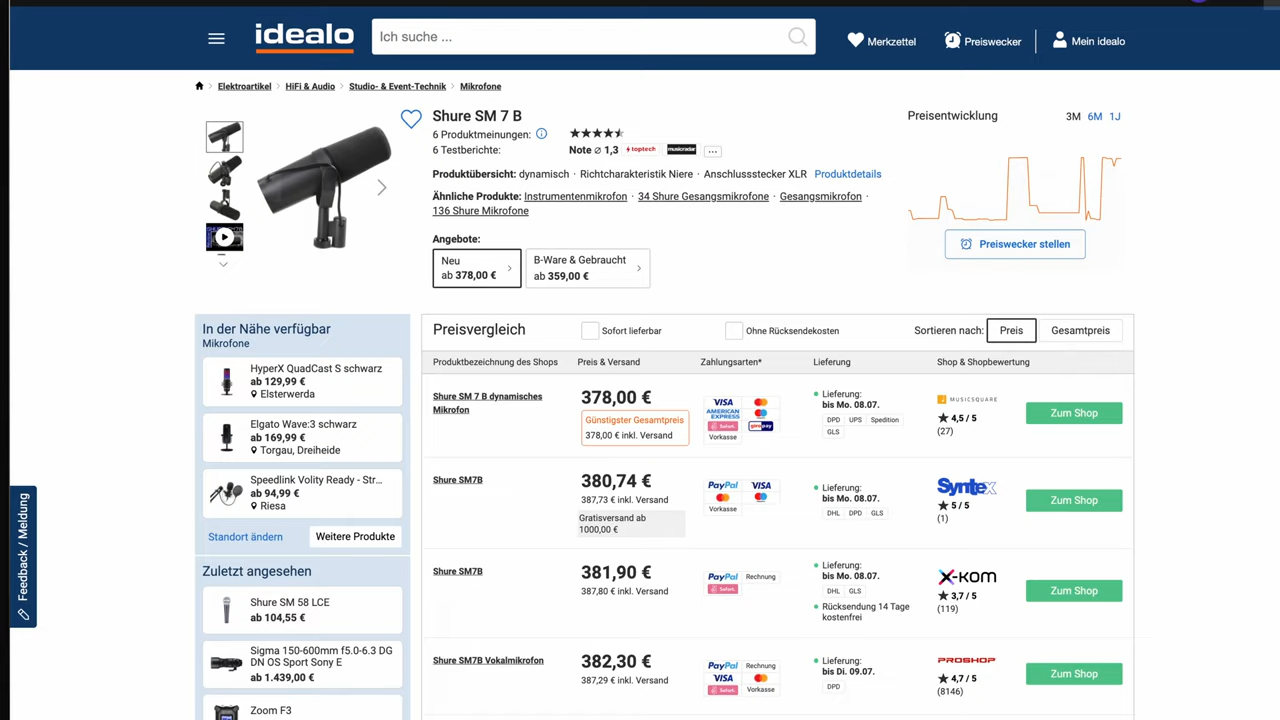 idealo
Ich suche ...
Merkzettel
Preiswecker
Mein idealo
Elektroartikel
HiFi & Audio
Studio- & Event-Technik
Mikrofone
Shure SM 7 B
6 Produktmeinungen:
6 Testberichte:
Note ⌀ 1,3
toptech
musicradar
...
Produktübersicht: dynamisch · Richtcharakteristik Niere · Anschlussstecker XLR
Produktdetails
Ähnliche Produkte: Instrumentenmikrofon · 34 Shure Gesangsmikrofone · Gesangsmikrofon ·
136 Shure Mikrofone
Angebote:
Neu
ab 378,00 €
B-Ware & Gebraucht
ab 359,00 €
Preisentwicklung
3M 6M 1J
Preiswecker stellen
In der Nähe verfügbar
Mikrofone
HyperX QuadCast S schwarz
ab 129,99 €
Elsterwerda
Elgato Wave:3 schwarz
ab 169,99 €
Torgau, Dreiheide
Speedlink Volity Ready - Str...
ab 94,99 €
Riesa
Standort ändern
Weitere Produkte
Zuletzt angesehen
Shure SM 58 LCE
ab 104,55 €
Sigma 150-600mm f5.0-6.3 DG
DN OS Sport Sony E
ab 1.439,00 €
Zoom F3
Feedback / Meldung
Preisvergleich
Sofort lieferbar
Ohne Rücksendekosten
Sortieren nach:
Preis
Gesamtpreis
Produktbezeichnung des Shops
Preis & Versand
Zahlungsarten*
Lieferung
Shop & Shopbewertung
Shure SM 7 B dynamisches
Mikrofon
378,00 €
Günstigster Gesamtpreis
378,00 € inkl. Versand
VISA
AMERICAN
EXPRESS
Sofort.
giropay
Vorkasse
Lieferung:
bis Mo. 08.07.
DPD UPS Spedition
GLS
MUSICSQUARE
4,5 / 5
(27)
Zum Shop
Shure SM7B
380,74 €
387,73 € inkl. Versand
Gratisversand ab
1000,00 €
PayPal VISA
Vorkasse
Lieferung:
bis Mo. 08.07.
DHL DPD GLS
Syntex
5 / 5
(1)
Zum Shop
Shure SM7B
381,90 €
387,80 € inkl. Versand
PayPal Rechnung
Sofort.
Lieferung:
bis Mo. 08.07.
DHL GLS
Rücksendung 14 Tage
kostenfrei
X-KOM
3,7 / 5
(119)
Zum Shop
Shure SM7B Vokalmikrofon
382,30 €
387,29 € inkl. Versand
PayPal Rechnung
VISA
Sofort. Vorkasse
Lieferung:
bis Di. 09.07.
DPD
PROSHOP
4,7 / 5
(8146)
Zum Shop